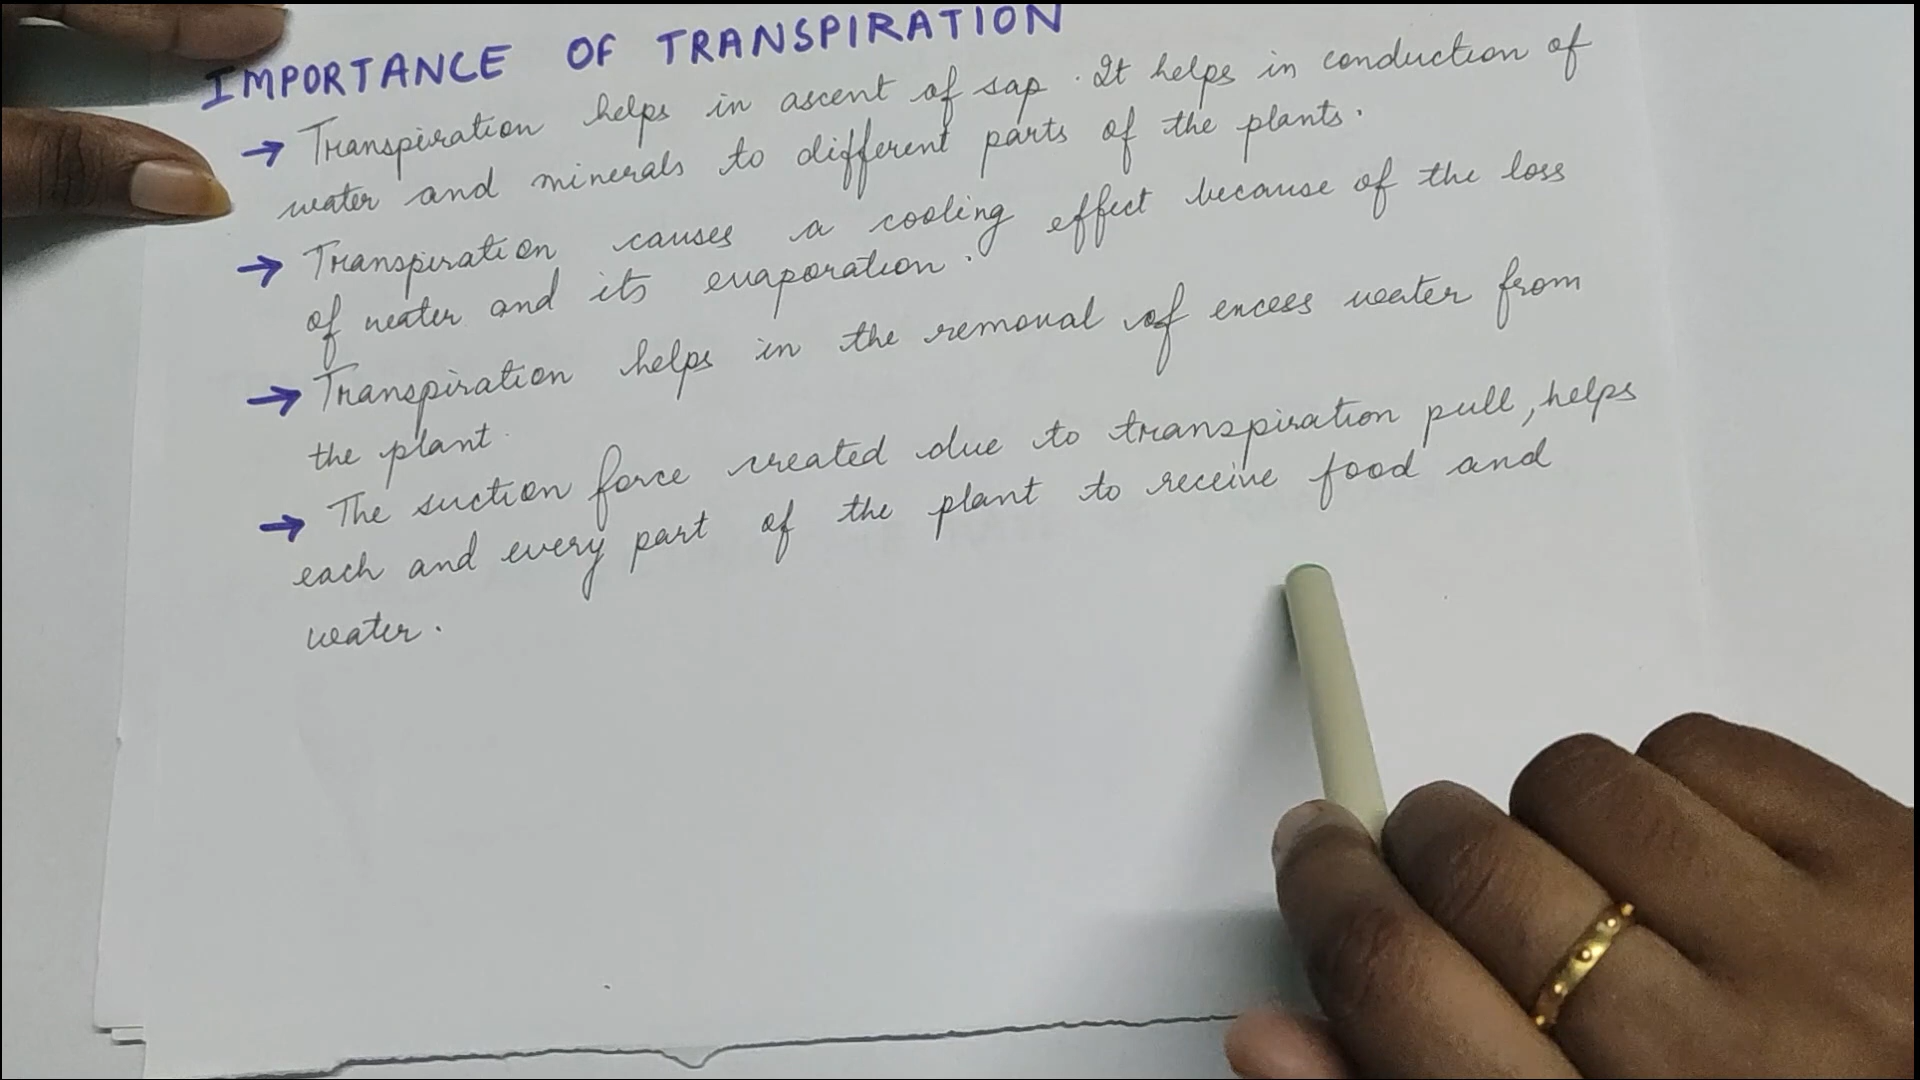 IMPORTANCE OF TRANSPIRATION
→ Transpiration helps in ascent of sap. It helps in conduction of
water and minerals to different parts of the plants.
→ Transpiration causes a cooling effect because of the loss
of water and its evaporation.
→ Transpiration helps in the removal of excess water from
the plant.
→ The suction force created due to transpiration pull, helps
each and every part of the plant to receive food and
water.